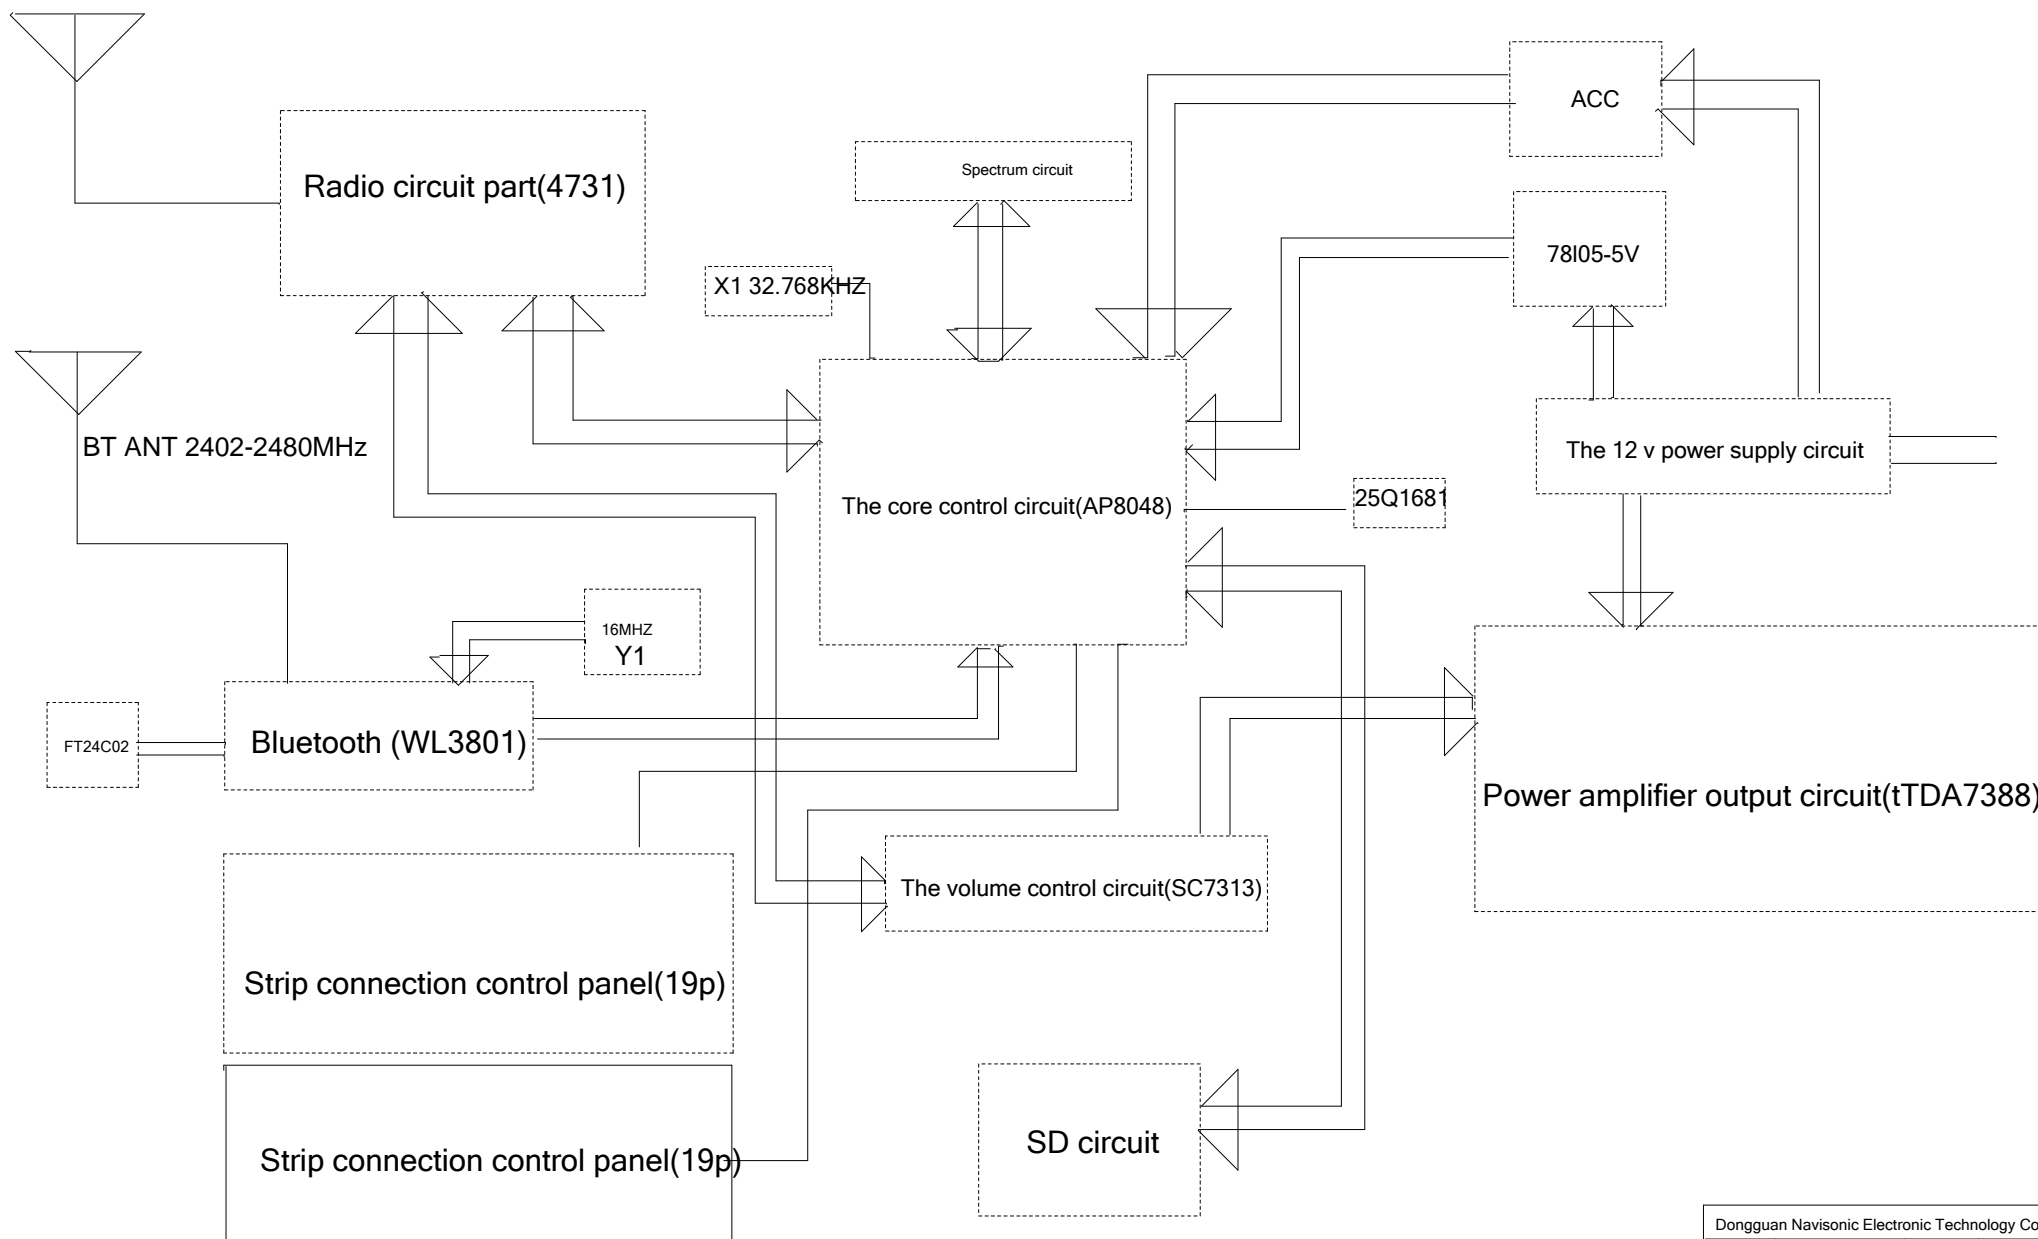 ACC
Radio circuit part(4731)
Spectrum circuit
78l05-5V
X1 32.768KHZ
BT ANT 2402-2480MHz
The 12 v power supply circuit
The core control circuit(AP8048)
25Q1681
16MHZ
Y1
FT24C02
Bluetooth (WL3801)
Power amplifier output circuit(tTDA7388)
The volume control circuit(SC7313)
Strip connection control panel(19p)
SD circuit
Strip connection control panel(19p)
Dongguan Navisonic Electronic Technology Co